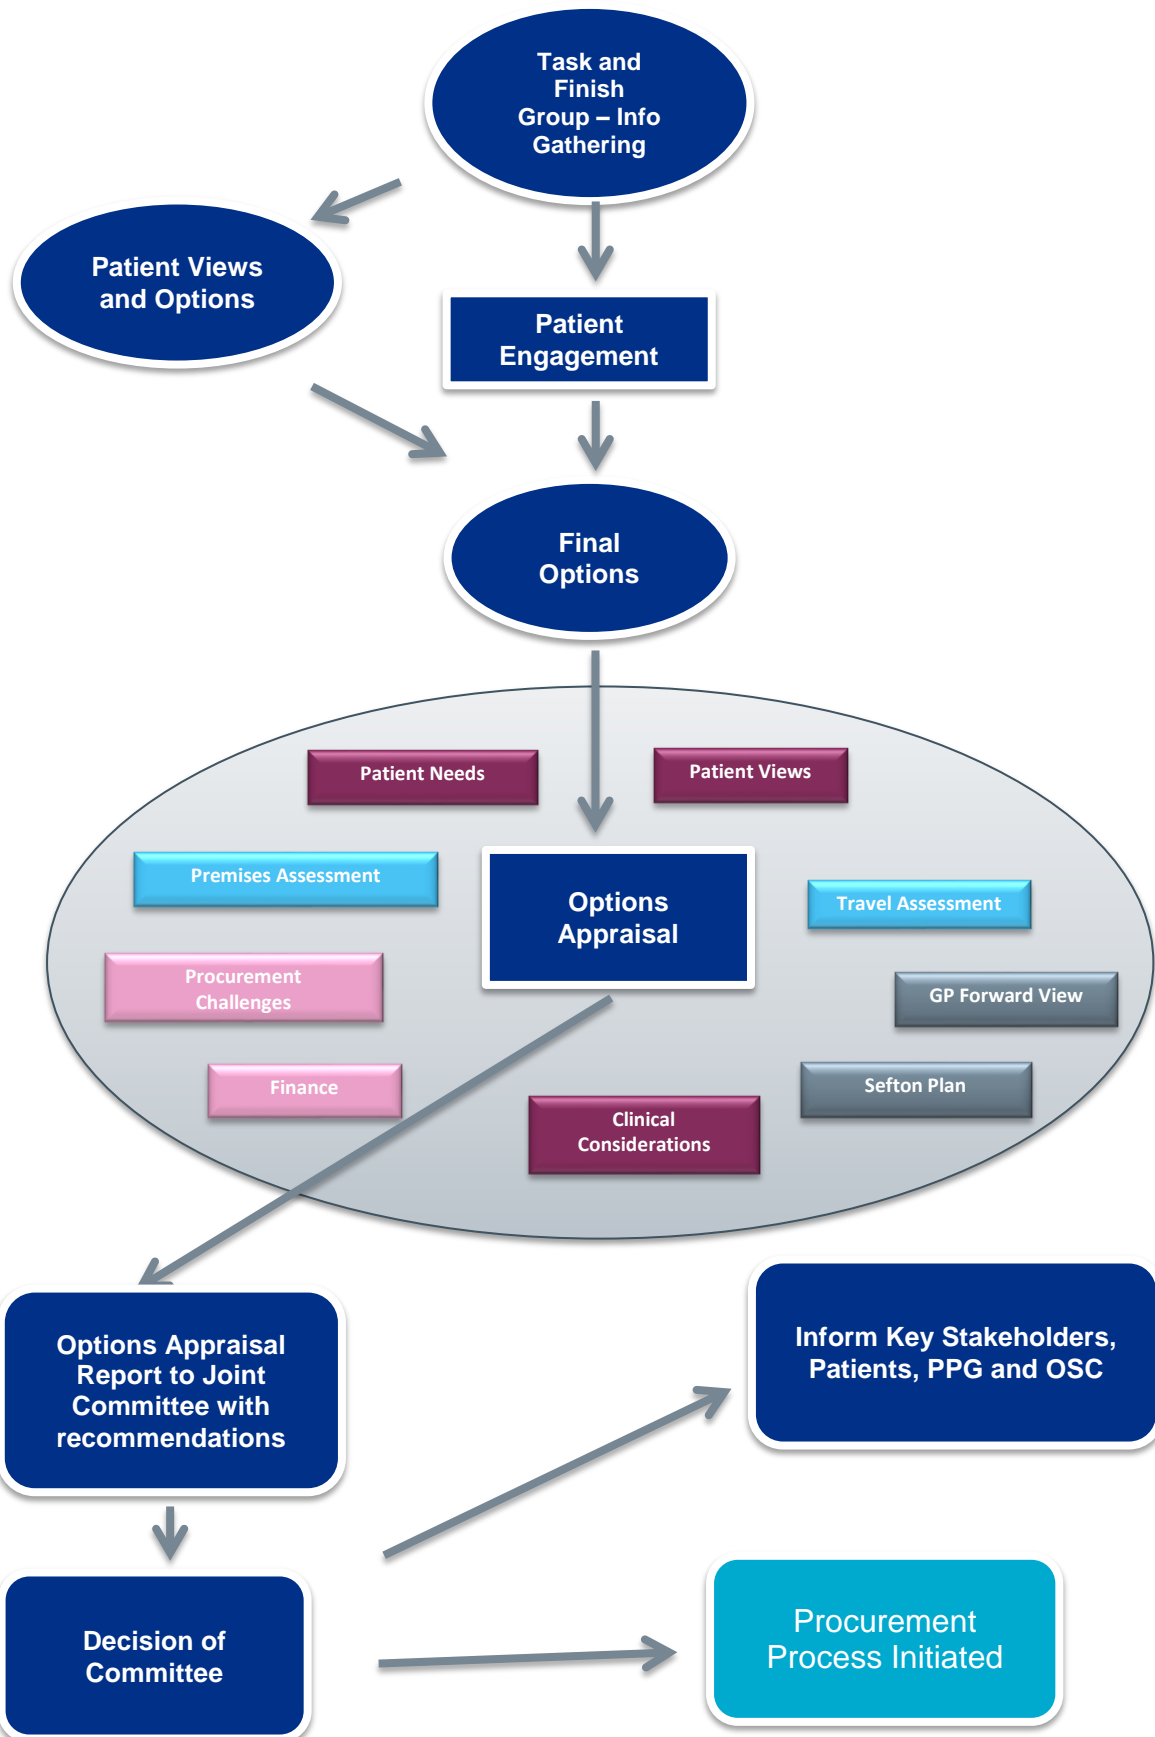 Task and
Finish
Group – Info
Gathering
Patient Views
and Options
Patient
Engagement
Final
Options
Patient Needs
Patient Views
Premises Assessment
Options
Appraisal
Travel Assessment
Procurement
Challenges
GP Forward View
Finance
Sefton Plan
Clinical
Considerations
Options Appraisal
Report to Joint
Committee with
recommendations
Inform Key Stakeholders,
Patients, PPG and OSC
Decision of
Committee
Procurement
Process Initiated